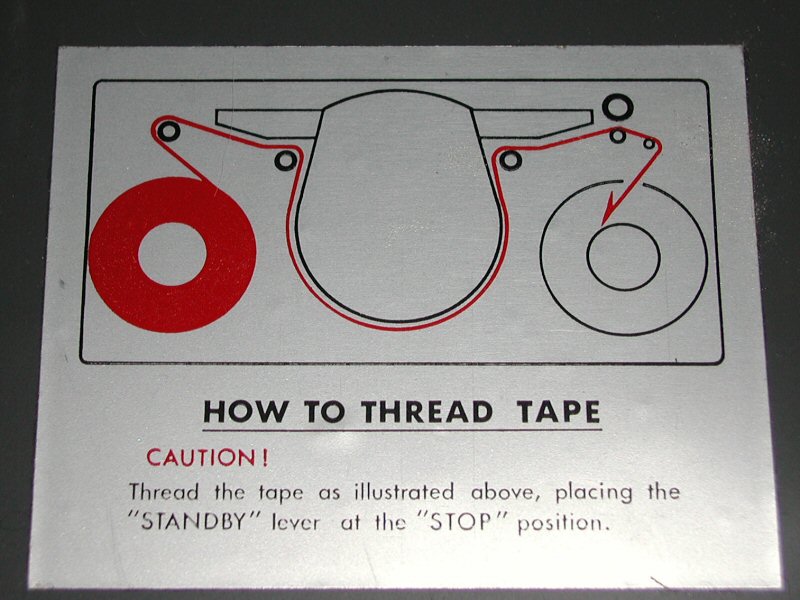 HOW TO THREAD TAPE
CAUTION!
Thread the tape as illustrated above, placing the
"STANDBY" lever at the "STOP" position.